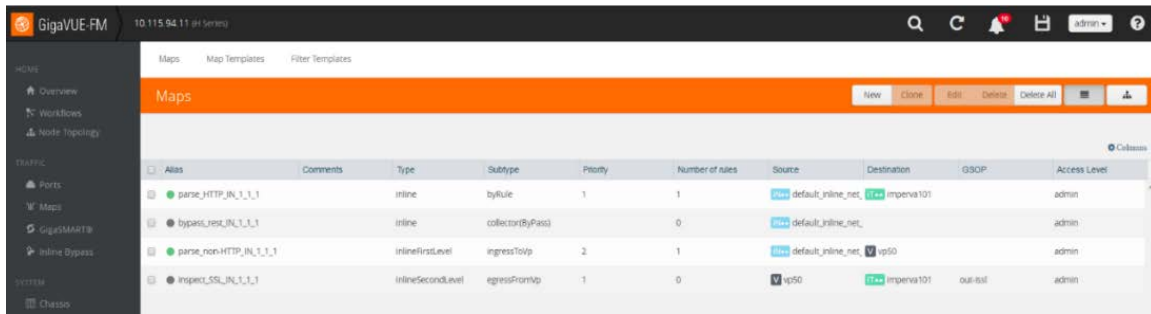 GigaVUE-FM 10.115.94.11 (H Series) admin
Maps Map Templates Filter Templates
HOME
Overview
Workflows
Node Topology
TRAFFIC
Ports
Maps
GigaSMART®
Inline Bypass
SYSTEM
Chassis
Maps New Clone Edit Delete Delete All
Columns
Alias Comments Type Subtype Priority Number of rules Source Destination GSOP Access Level
parse_HTTP_IN_1_1_1 inline byRule 1 1 default_inline_net_ imperva101 admin
bypass_rest_IN_1_1_1 inline collector(ByPass) 0 default_inline_net_ admin
parse_non-HTTP_IN_1_1_1 inlineFirstLevel ingressToVp 2 1 default_inline_net_ V vp50 admin
inspect_SSL_IN_1_1_1 inlineSecondLevel egressFromVp 1 0 V vp50 imperva101 out-issl admin